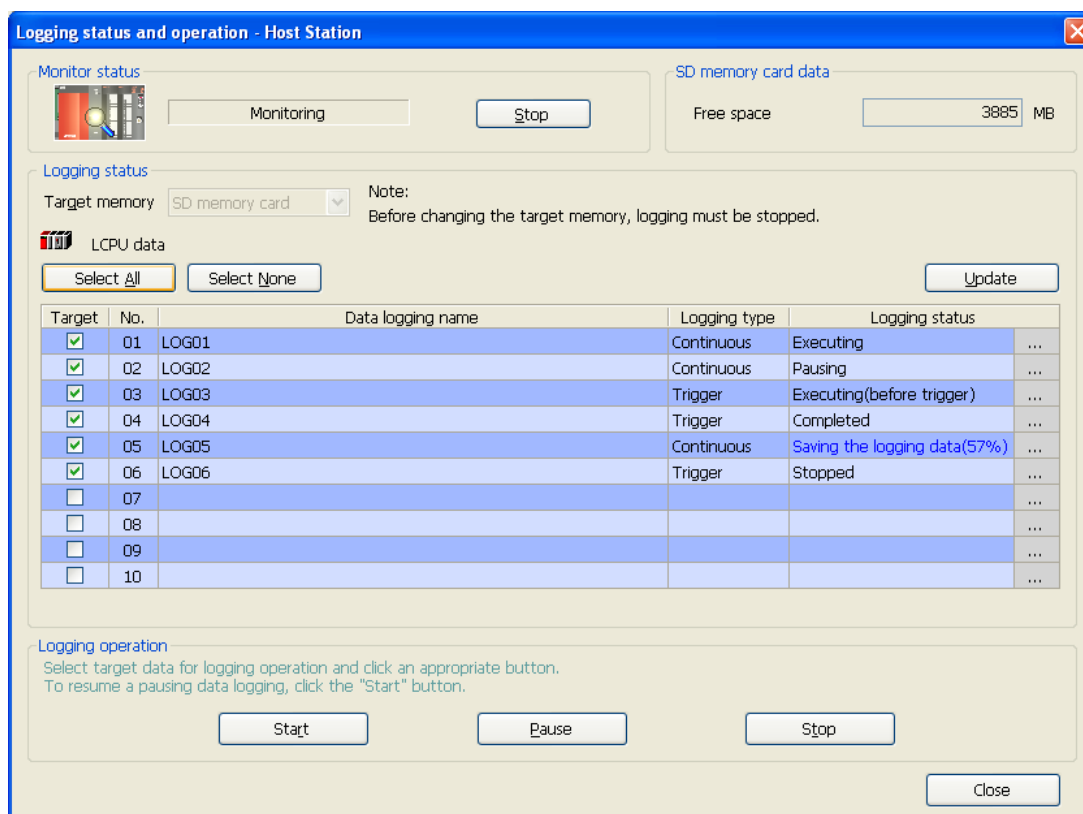 Logging status and operation - Host Station
Monitor status
Monitoring
Stop
SD memory card data
Free space
3885 MB
Logging status
Target memory
SD memory card
Note:
Before changing the target memory, logging must be stopped.
LCPU data
Select All
Select None
Update
Target No. Data logging name Logging type Logging status
01 LOG01 Continuous Executing ...
02 LOG02 Continuous Pausing ...
03 LOG03 Trigger Executing(before trigger) ...
04 LOG04 Trigger Completed ...
05 LOG05 Continuous Saving the logging data(57%) ...
06 LOG06 Trigger Stopped ...
07 ...
08 ...
09 ...
10 ...
Logging operation
Select target data for logging operation and click an appropriate button.
To resume a pausing data logging, click the "Start" button.
Start
Pause
Stop
Close